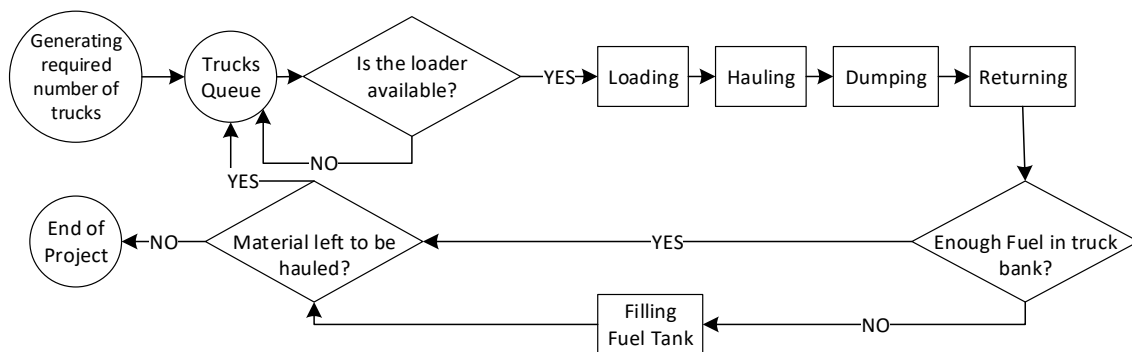 Generating
required
number of
trucks
Trucks
Queue
Is the loader
available?
YES
NO
Loading
Hauling
Dumping
Returning
Enough Fuel in truck
bank?
YES
NO
Filling
Fuel Tank
Material left to be
hauled?
YES
NO
End of
Project